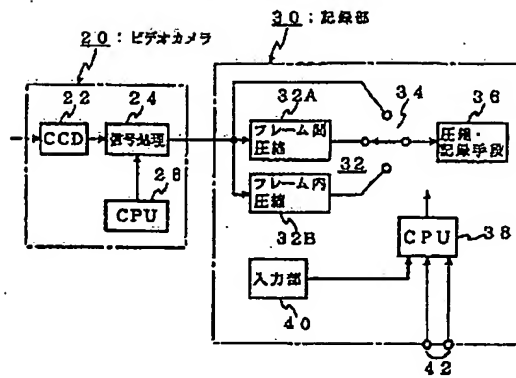 30：記録部
20：ビデオカメラ
22
24
CCD
信号処理
28
CPU
32A
フレーム間
圧縮
34
36
圧縮・
記録手段
32
フレーム内
圧縮
32B
CPU
38
入力部
40
42